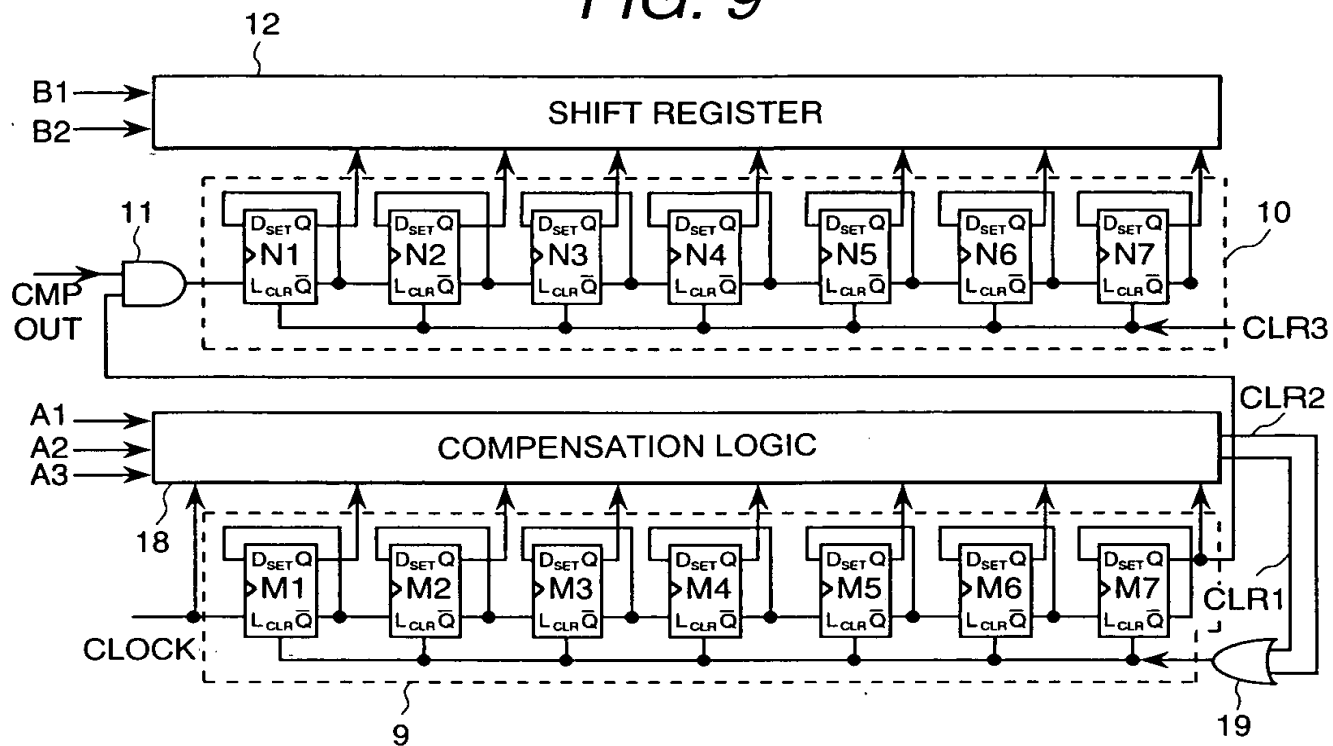 FIG. 9
12
B1
B2
SHIFT REGISTER
11
10
D SET Q D SET Q D SET Q D SET Q D SET Q D SET Q D SET Q
N1 N2 N3 N4 N5 N6 N7
L CLR Q̅ L CLR Q̅ L CLR Q̅ L CLR Q̅ L CLR Q̅ L CLR Q̅ L CLR Q̅
CMP
OUT
CLR3
A1
A2
A3
COMPENSATION LOGIC
CLR2
18
D SET Q D SET Q D SET Q D SET Q D SET Q D SET Q D SET Q
M1 M2 M3 M4 M5 M6 M7
L CLR Q̅ L CLR Q̅ L CLR Q̅ L CLR Q̅ L CLR Q̅ L CLR Q̅ L CLR Q̅
CLR1
CLOCK
9
19